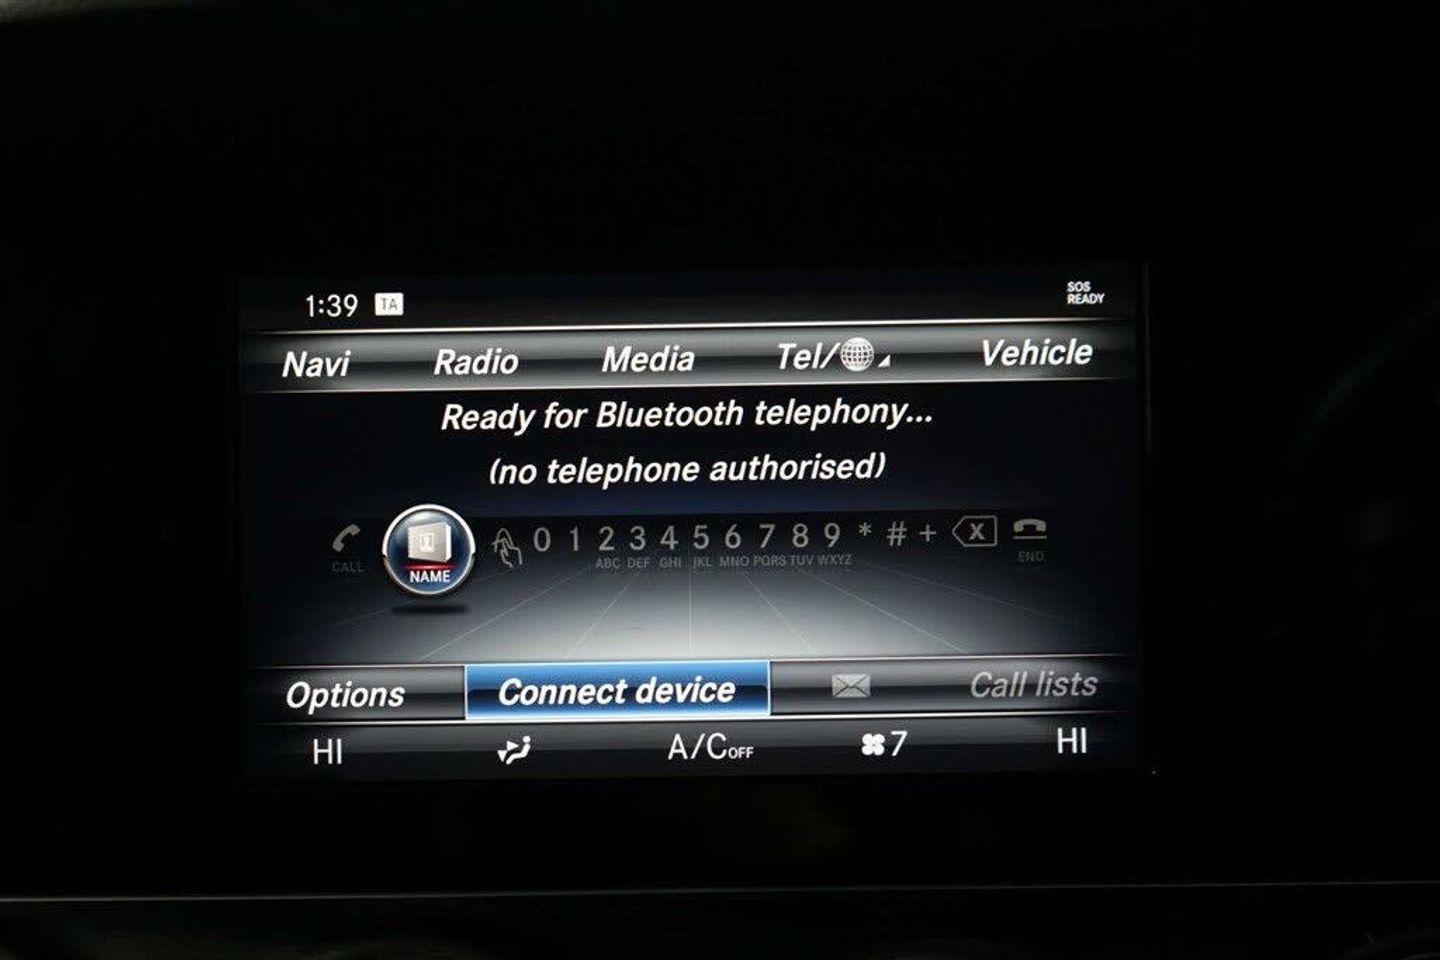 1:39 TA SOS READY
Navi Radio Media Tel/ Vehicle
Ready for Bluetooth telephony...
(no telephone authorised)
CALL NAME 0 1 2 3 4 5 6 7 8 9 * # + X END
ABC DEF GHI JKL MNO PQRS TUV WXYZ
Options Connect device Call lists
HI A/C OFF 7 HI